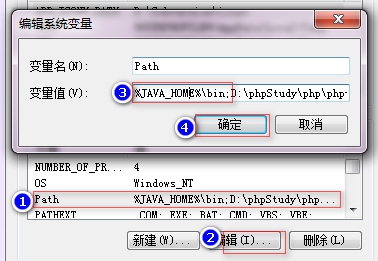 编辑系统变量
变量名(N): Path
变量值(V): %JAVA_HOME%\bin;D:\phpStudy\php\php-
3
4 确定 取消
NUMBER_OF_PR... 4
OS Windows_NT
1 Path %JAVA_HOME%\bin;D:\phpStudy\php...
PATHEXT .COM;.EXE;.BAT;.CMD;.VBS;.VBE;
新建(W)... 2 编辑(I)... 删除(L)